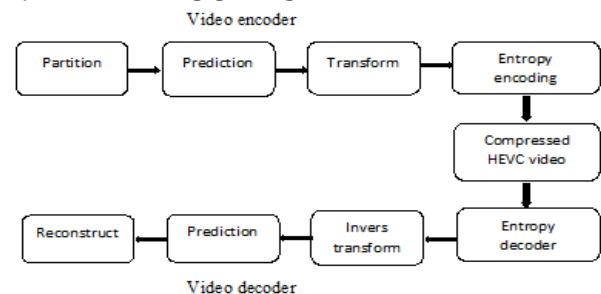 Video encoder
Partition
Prediction
Transform
Entropy
encoding
Compressed
HEVC video
Reconstruct
Prediction
Invers
transform
Entropy
decoder
Video decoder